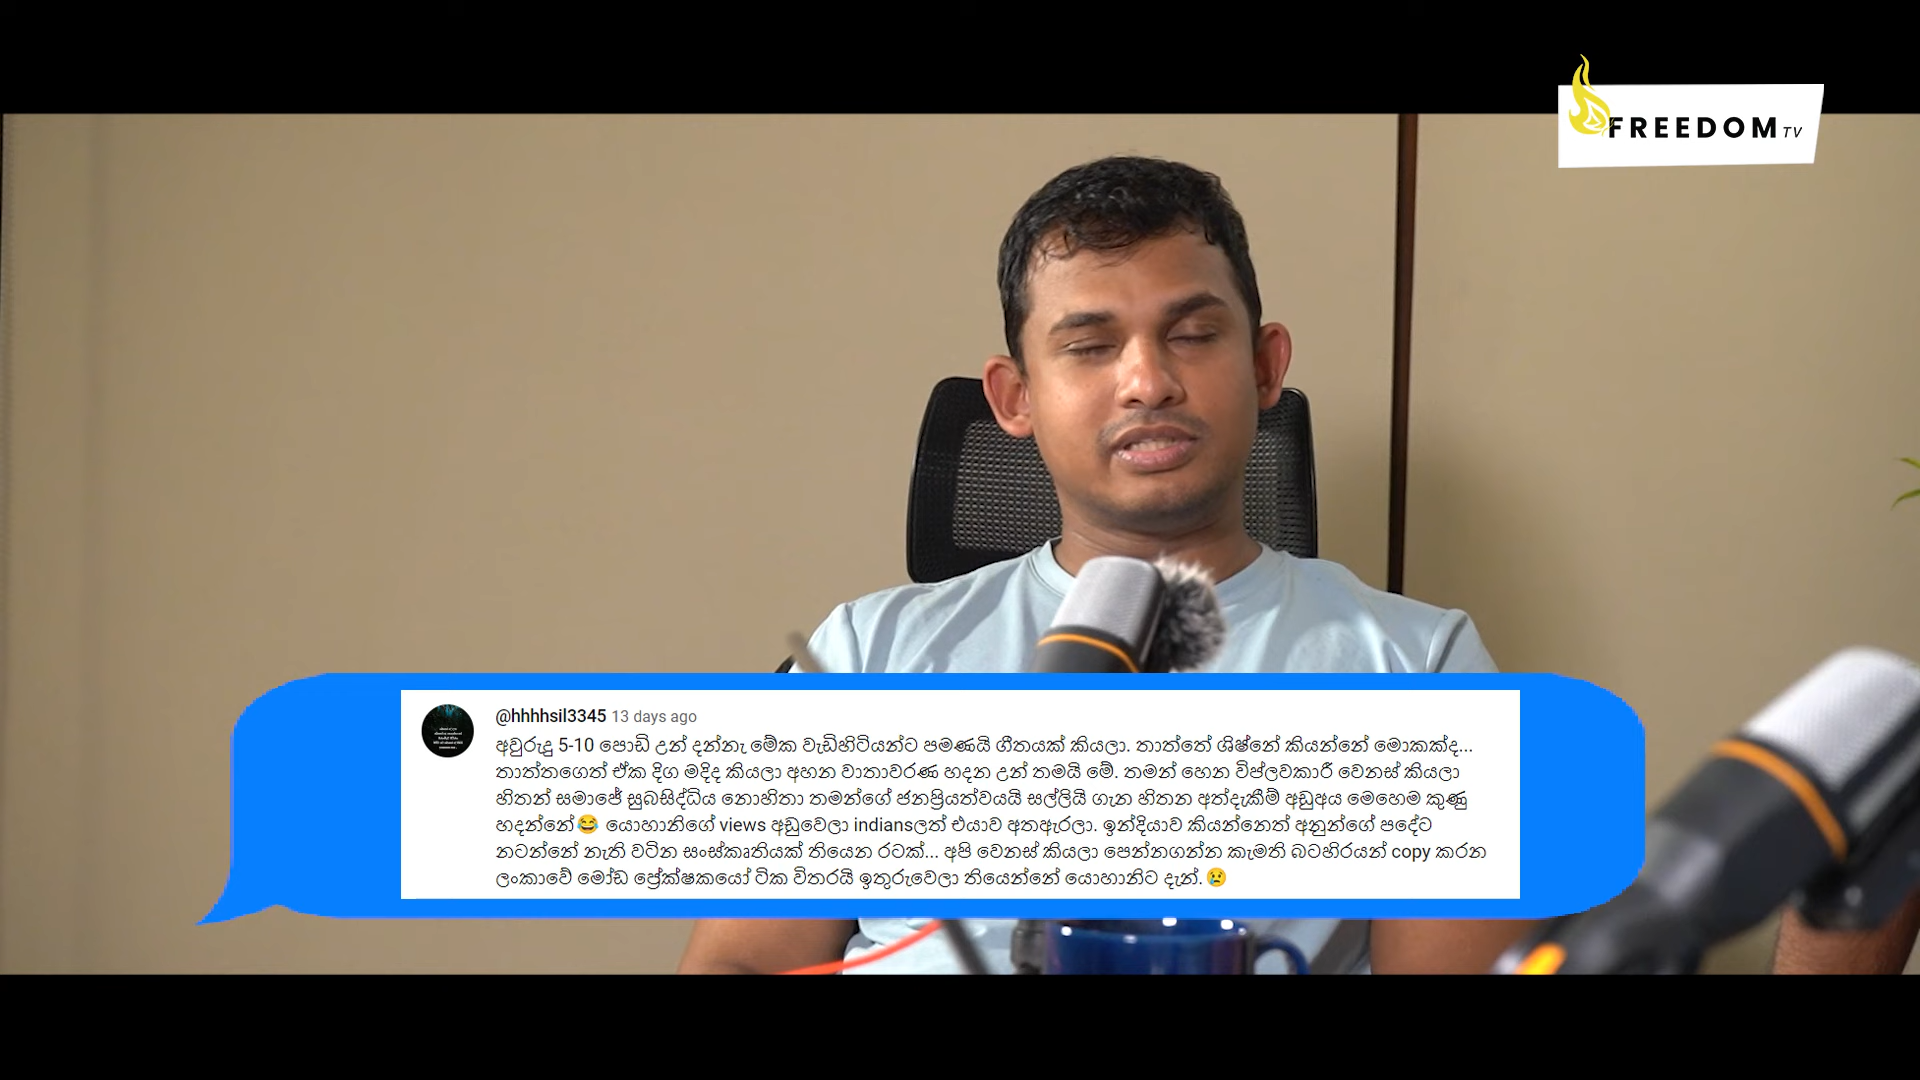 FREEDOM TV
@hhhhsil3345 13 days ago
අවුරුදු 5-10 පොඩි උන් දන්නැ මේක වැඩිහිටියන්ට පමණයි ගීතයක් කියලා. තාත්තේ ශිෂ්නේ කියන්නේ මොකක්ද...
තාත්තගෙත් ඒක දිග මදිද කියලා අහන වාතාවරණ හදන උන් තමයි මේ. තමන් හෙන විප්ලවකාරී වෙනස් කියලා
හිතන් සමාජේ සුබසිද්ධිය නොහිතා තමන්ගේ ජනප්‍රියත්වයයි සල්ලියි ගැන හිතන අත්දැකීම් අඩුඅය මෙහෙම කුණු
හදන්නේ😂 යොහානිගේ views අඩුවෙලා indiansලත් එයාව අතඇරලා. ඉන්දියාව කියන්නෙත් අනුන්ගේ පදේට
නටන්නේ නැති වටින සංස්කෘතියක් තියෙන රටක්... අපි වෙනස් කියලා පෙන්නගන්න කැමති බටහිරයන් copy කරන
ලංකාවේ මෝඩ ප්‍රේක්ෂකයෝ ටික විතරයි ඉතුරුවෙලා තියෙන්නේ යොහානිට දැන්.😢